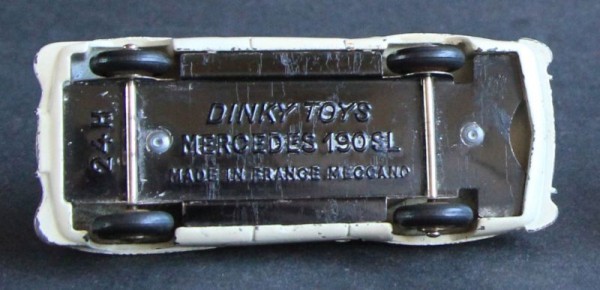 DINKY TOYS
MERCEDES 190SL
MADE IN FRANCE MECCANO
24H